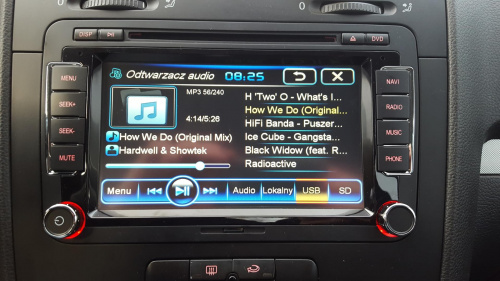 DISP
DVD
MENU
SEEK+
SEEK-
MUTE
Odtwarzacz audio 08:25
MP3 56/240
4:14/5:26
How We Do (Original Mix)
Hardwell & Showtek
H 'Two' O - What's I...
How We Do (Original...
HiFi Banda - Puszer...
Ice Cube - Gangsta...
Black Widow (feat. R...
Radioactive
Menu Audio Lokalny USB SD
NAVI
RADIO
MUSIC
PHONE